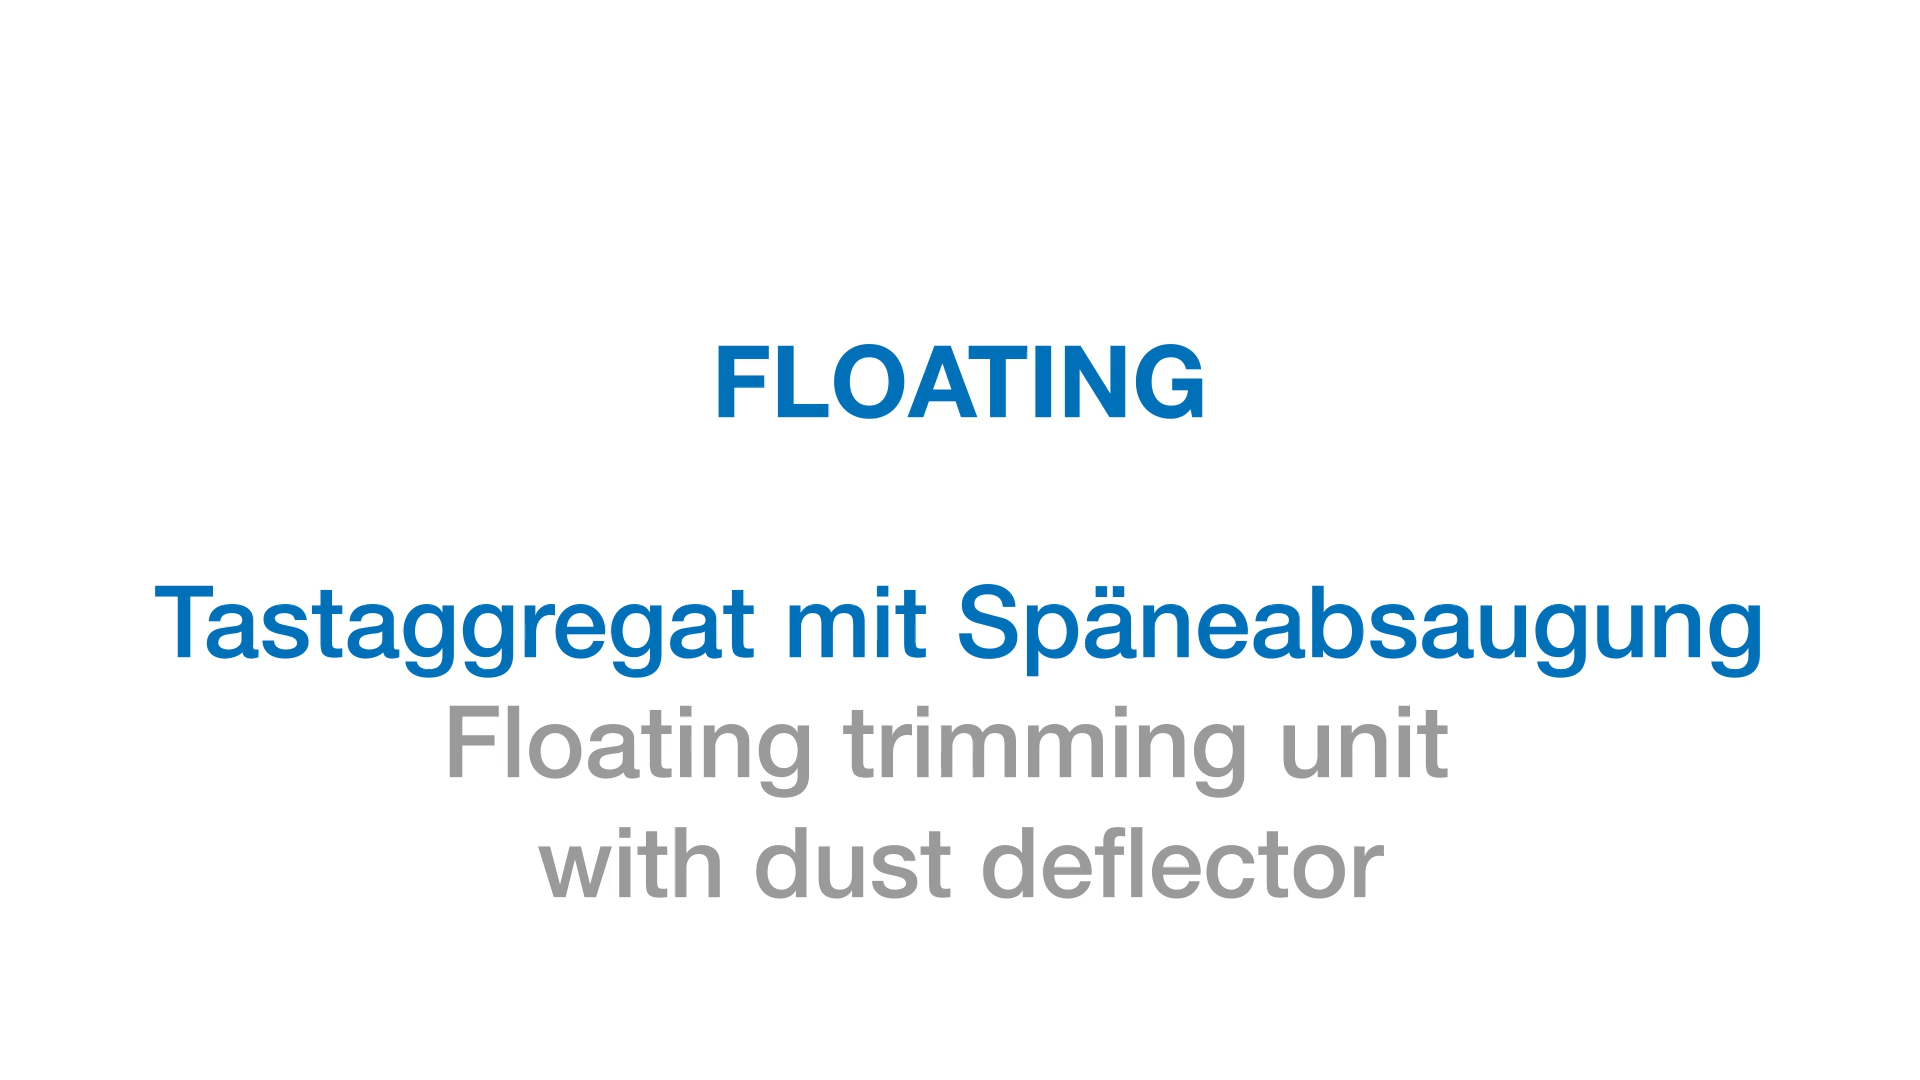 FLOATING
Tastaggregat mit Späneabsaugung
Floating trimming unit
with dust deflector